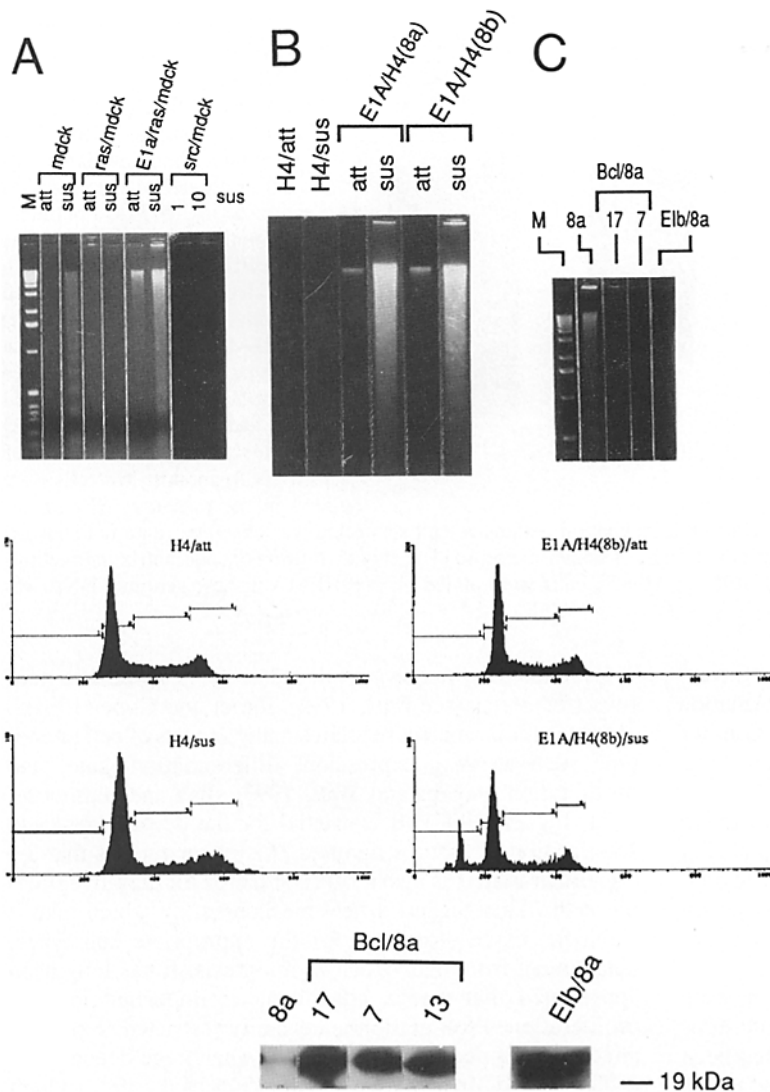 A
B
C
mdck
ras/mdck
E1a/ras/mdck
src/mdck
M
att
sus
att
sus
att
sus
1
10
sus
E1A/H4(8a)
E1A/H4(8b)
H4/att
H4/sus
att
sus
att
sus
Bcl/8a
M
8a
17
7
Elb/8a
H4/att
E1A/H4(8b)/att
H4/sus
E1A/H4(8b)/sus
Bcl/8a
8a
17
7
13
Elb/8a
19 kDa